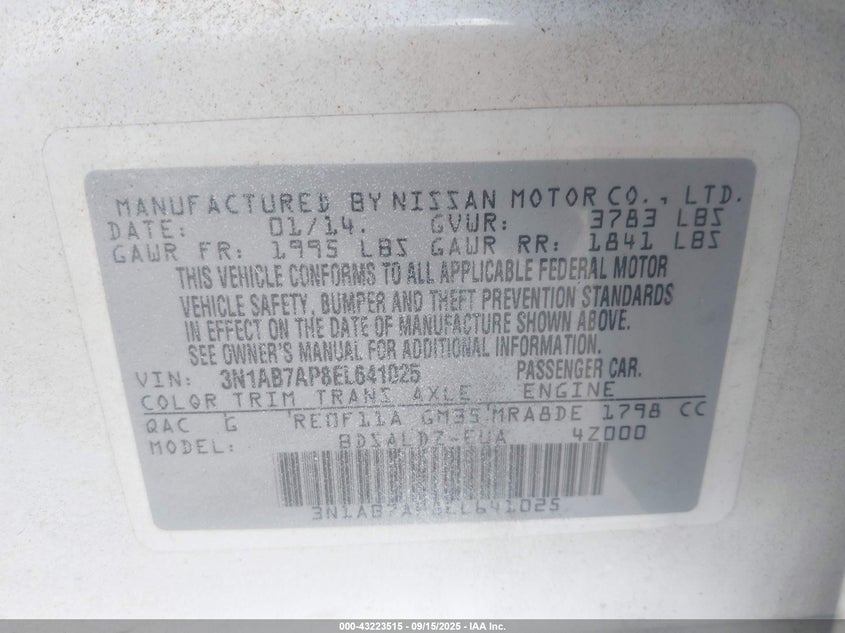 MANUFACTURED BY NISSAN MOTOR CO., LTD.
DATE: 01/14. GVWR: 3783 LBS
GAWR FR: 1995 LBS GAWR RR: 1841 LBS
THIS VEHICLE CONFORMS TO ALL APPLICABLE FEDERAL MOTOR
VEHICLE SAFETY, BUMPER AND THEFT PREVENTION STANDARDS
IN EFFECT ON THE DATE OF MANUFACTURE SHOWN ABOVE.
SEE OWNER'S MANUAL FOR ADDITIONAL INFORMATION.
VIN: 3N1AB7AP8EL641025 PASSENGER CAR.
COLOR TRIM TRANS AXLE ENGINE
QAC G RE0F11A GM35 MRA8DE 1798 CC
MODEL: BDSALD7-EUA 4Z000
3N1AB7AP8EL641025
000-43223515 - 09/15/2025 - IAA Inc.